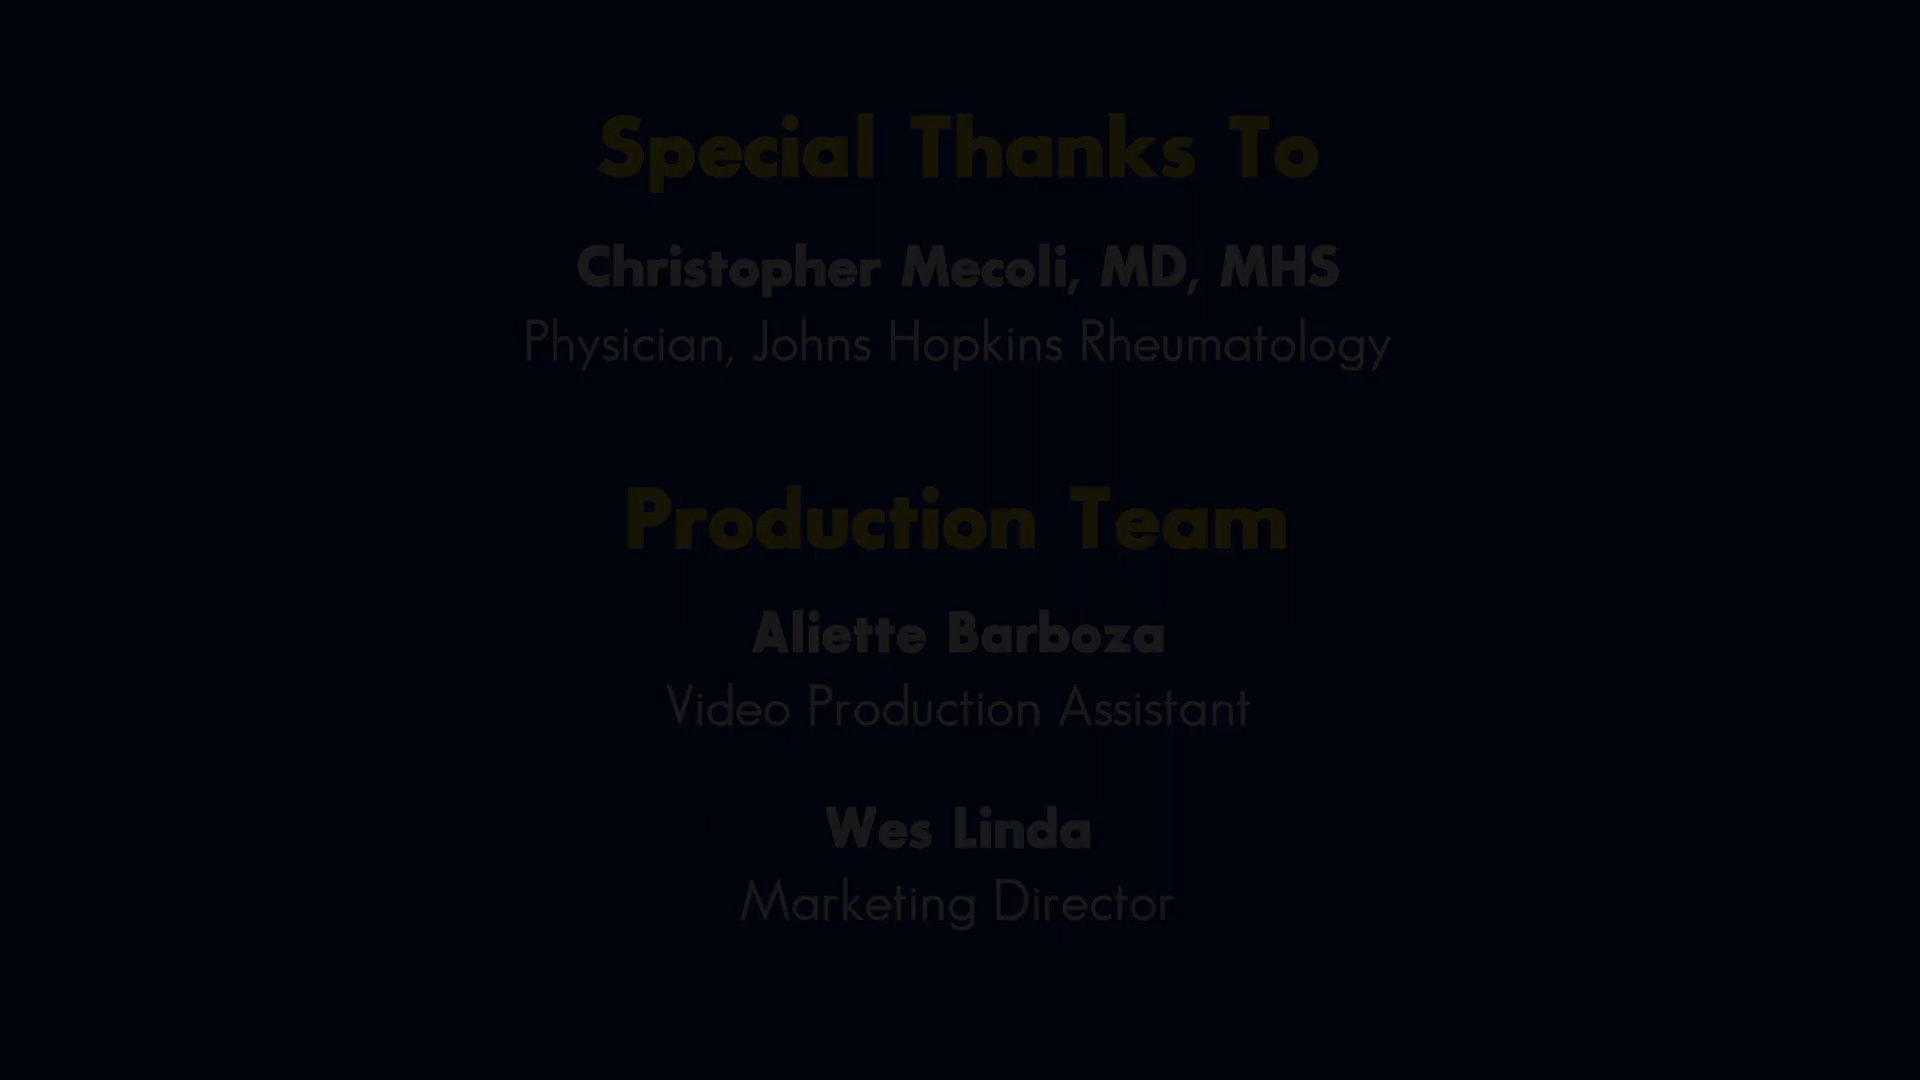 Special Thanks To
Christopher Mecoli, MD, MHS
Physician, Johns Hopkins Rheumatology
Production Team
Aliette Barboza
Video Production Assistant
Wes Linda
Marketing Director